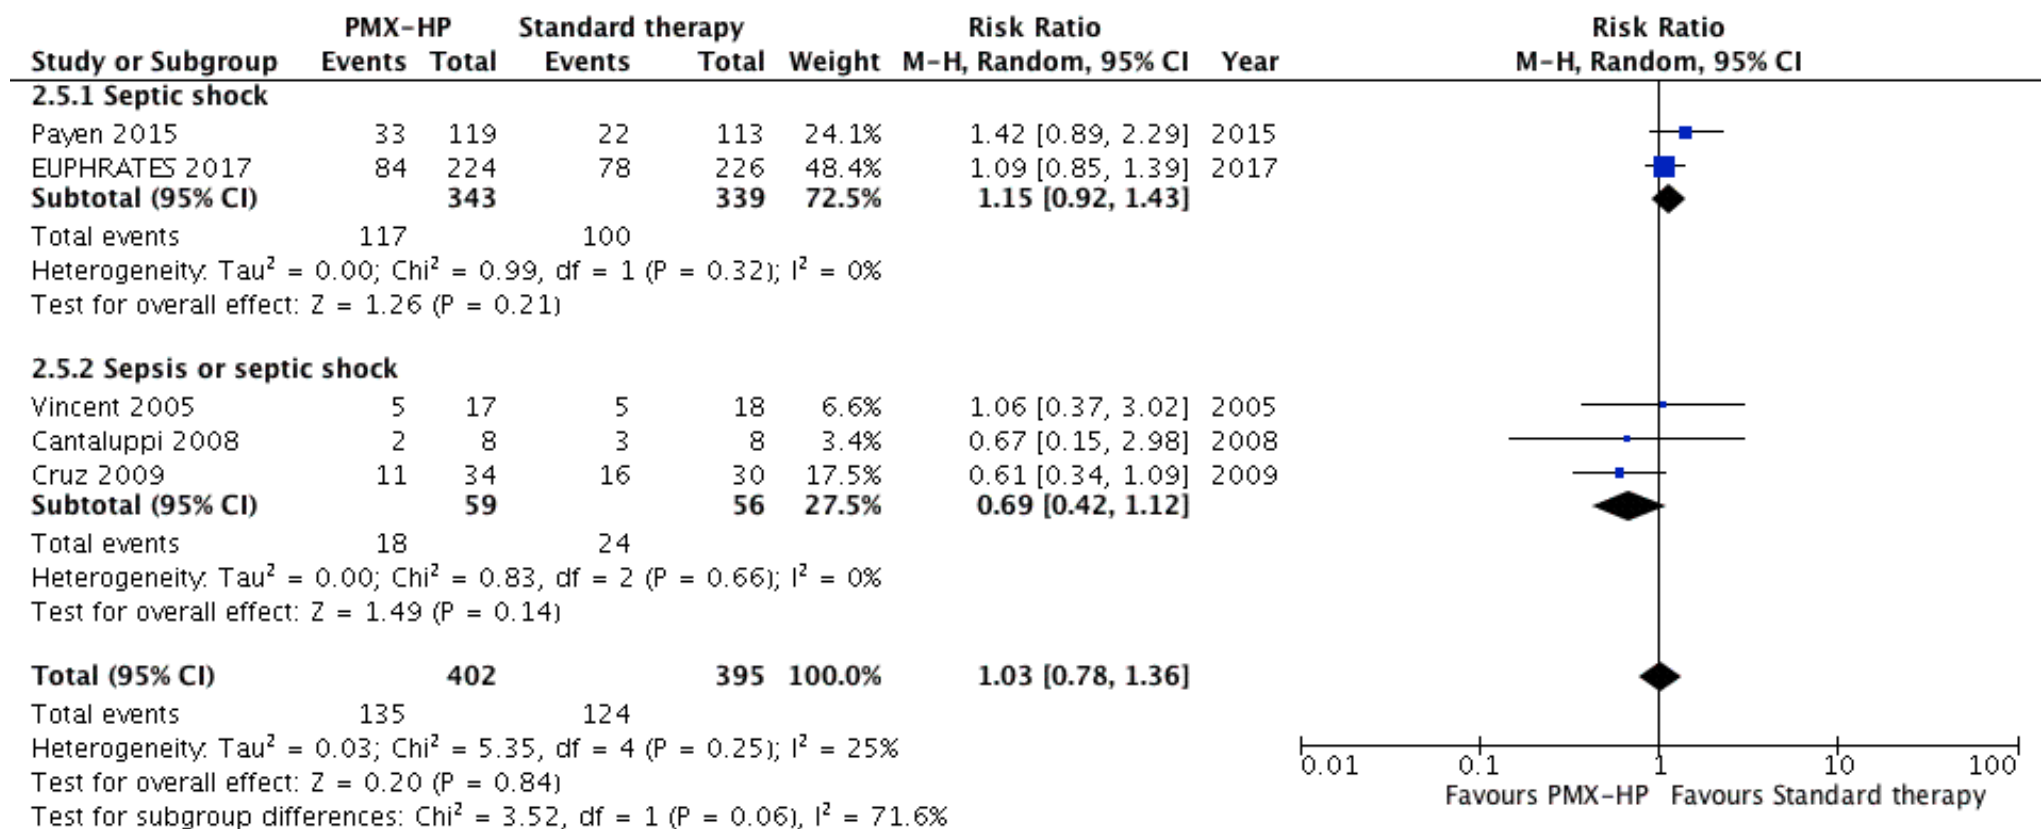 PMX-HP Standard therapy Risk Ratio Risk Ratio
Study or Subgroup Events Total Events Total Weight M-H, Random, 95% CI Year M-H, Random, 95% CI
2.5.1 Septic shock
Payen 2015 33 119 22 113 24.1% 1.42 [0.89, 2.29] 2015
EUPHRATES 2017 84 224 78 226 48.4% 1.09 [0.85, 1.39] 2017
Subtotal (95% CI) 343 339 72.5% 1.15 [0.92, 1.43]
Total events 117 100
Heterogeneity: Tau² = 0.00; Chi² = 0.99, df = 1 (P = 0.32); I² = 0%
Test for overall effect: Z = 1.26 (P = 0.21)
2.5.2 Sepsis or septic shock
Vincent 2005 5 17 5 18 6.6% 1.06 [0.37, 3.02] 2005
Cantaluppi 2008 2 8 3 8 3.4% 0.67 [0.15, 2.98] 2008
Cruz 2009 11 34 16 30 17.5% 0.61 [0.34, 1.09] 2009
Subtotal (95% CI) 59 56 27.5% 0.69 [0.42, 1.12]
Total events 18 24
Heterogeneity: Tau² = 0.00; Chi² = 0.83, df = 2 (P = 0.66); I² = 0%
Test for overall effect: Z = 1.49 (P = 0.14)
Total (95% CI) 402 395 100.0% 1.03 [0.78, 1.36]
Total events 135 124
Heterogeneity: Tau² = 0.03; Chi² = 5.35, df = 4 (P = 0.25); I² = 25%
Test for overall effect: Z = 0.20 (P = 0.84)
Test for subgroup differences: Chi² = 3.52, df = 1 (P = 0.06), I² = 71.6%
0.01 0.1 1 10 100
Favours PMX-HP Favours Standard therapy